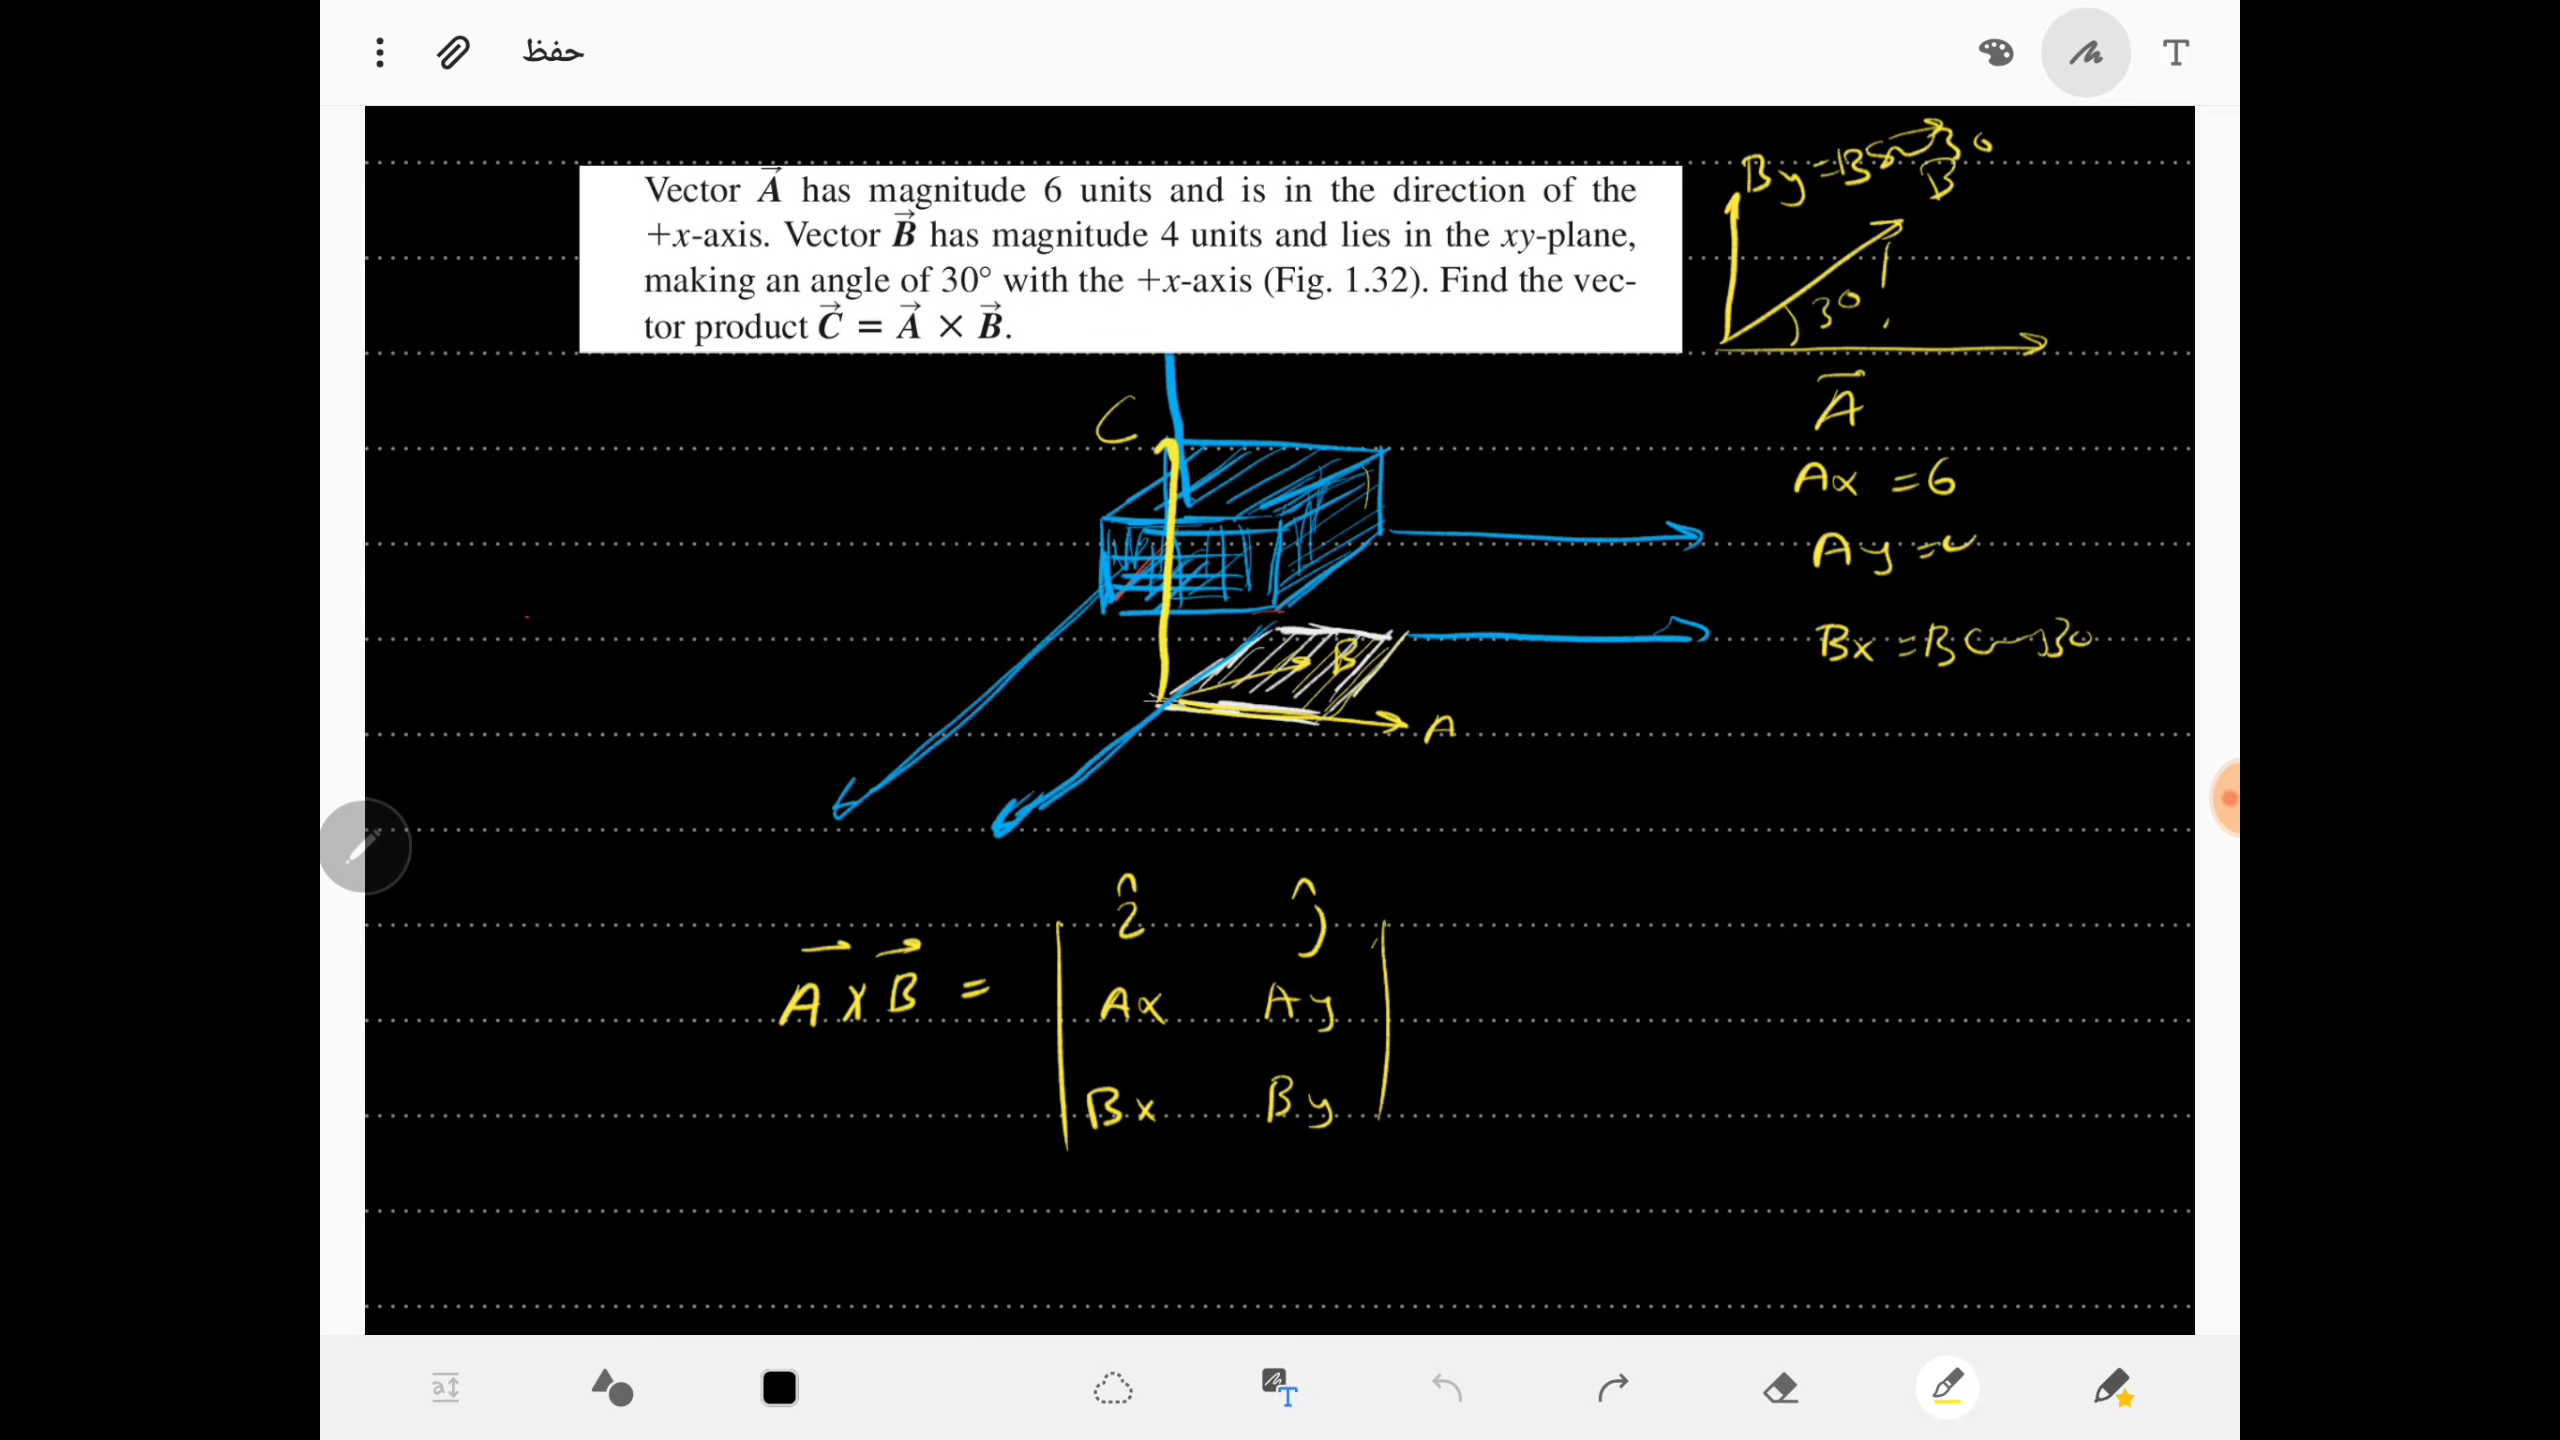 حفظ
T
Vector A⃗ has magnitude 6 units and is in the direction of the
+x-axis. Vector B⃗ has magnitude 4 units and lies in the xy-plane,
making an angle of 30° with the +x-axis (Fig. 1.32). Find the vec-
tor product C⃗ = A⃗ × B⃗.
By = B sin 30
B⃗
30
A⃗
Ax = 6
Ay = 0
Bx = B cos 30
C
B
A
A⃗ x B⃗ =
î ĵ
Ax Ay
Bx By